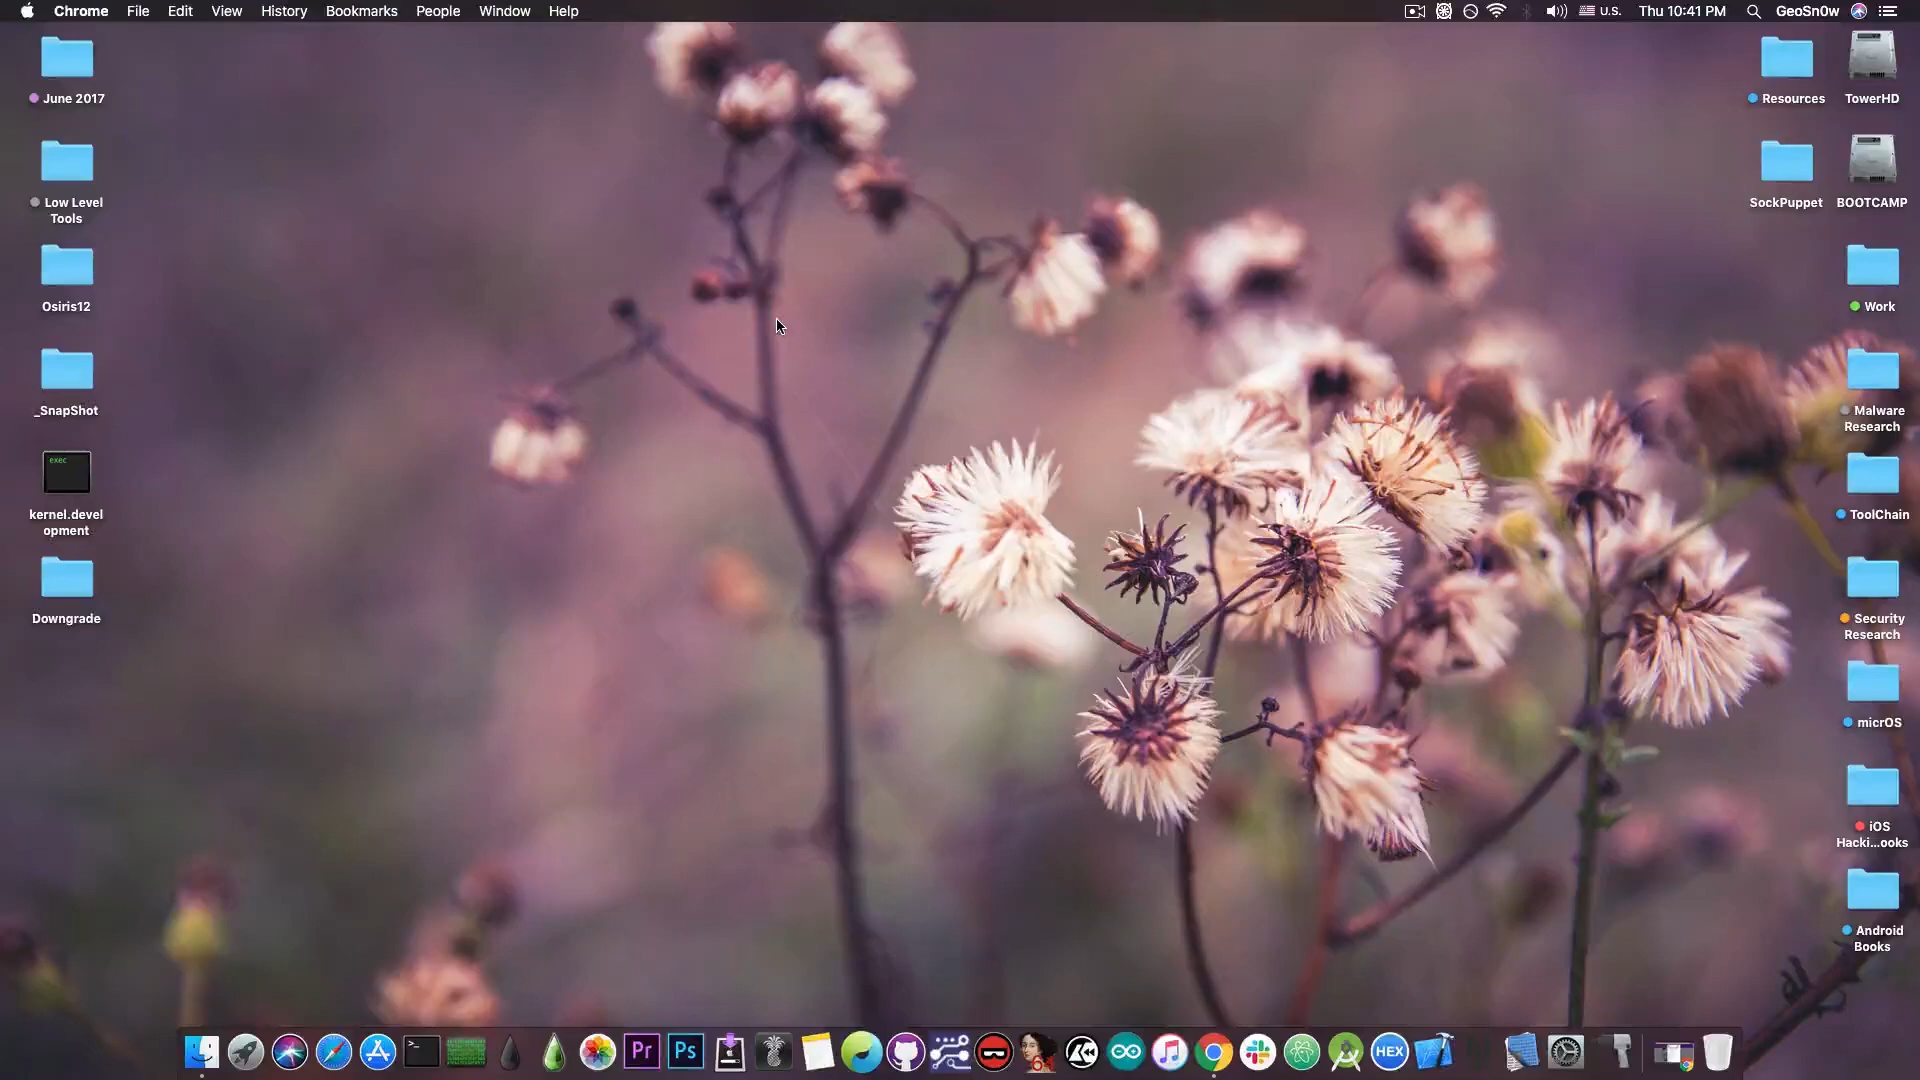 Chrome File Edit View History Bookmarks People Window Help
U.S. Thu 10:41 PM GeoSn0w
June 2017
Low Level
Tools
Osiris12
_SnapShot
exec
kernel.devel
opment
Downgrade
Resources
TowerHD
SockPuppet
BOOTCAMP
Work
Malware
Research
ToolChain
Security
Research
micrOS
iOS
Hacki...ooks
Android
Books
>_
Pr
Ps
HEX